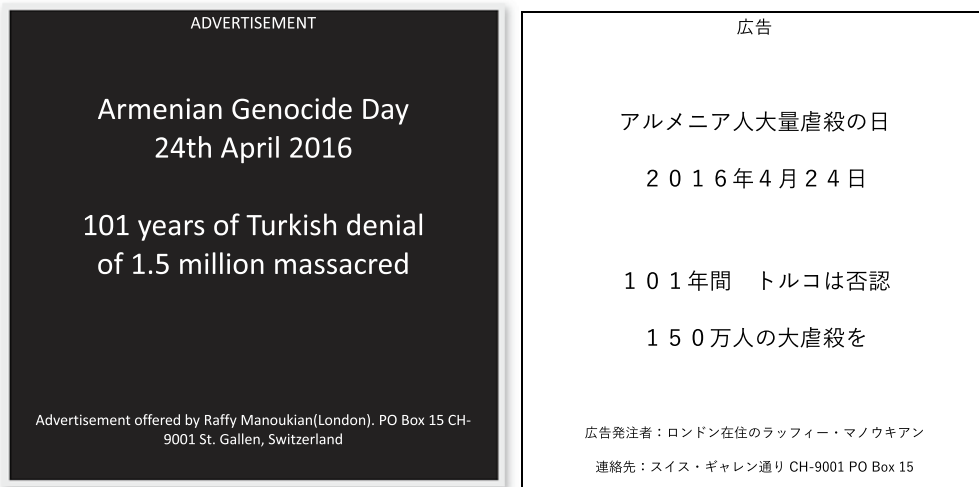 ADVERTISEMENT
Armenian Genocide Day
24th April 2016
101 years of Turkish denial
of 1.5 million massacred
Advertisement offered by Raffy Manoukian(London). PO Box 15 CH-
9001 St. Gallen, Switzerland
広告
アルメニア人大量虐殺の日
２０１６年４月２４日
１０１年間　トルコは否認
１５０万人の大虐殺を
広告発注者：ロンドン在住のラッフィー・マノウキアン
連絡先：スイス・ギャレン通り CH-9001 PO Box 15